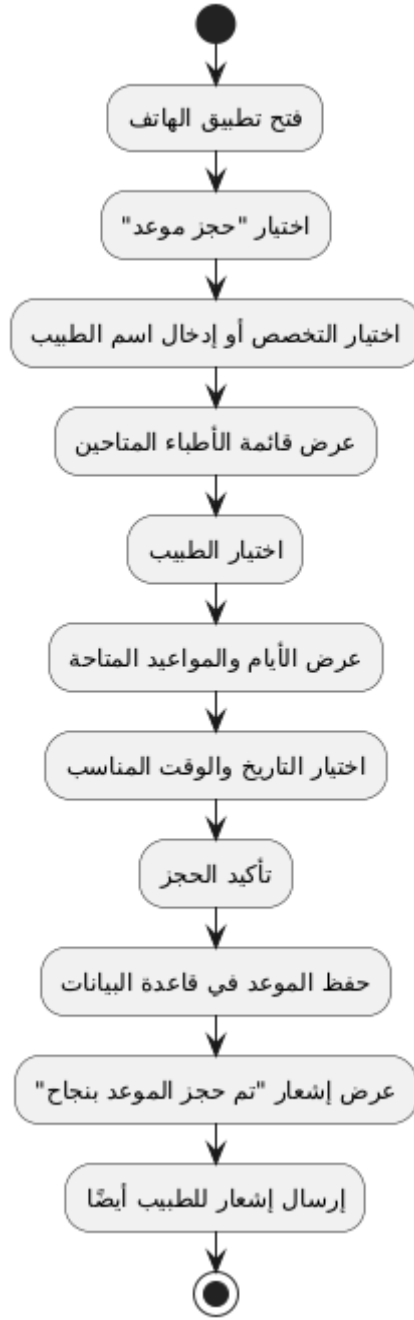 فتح تطبيق الهاتف
اختيار "حجز موعد"
اختيار التخصص أو إدخال اسم الطبيب
عرض قائمة الأطباء المتاحين
اختيار الطبيب
عرض الأيام والمواعيد المتاحة
اختيار التاريخ والوقت المناسب
تأكيد الحجز
حفظ الموعد في قاعدة البيانات
عرض إشعار "تم حجز الموعد بنجاح"
إرسال إشعار للطبيب أيضًا